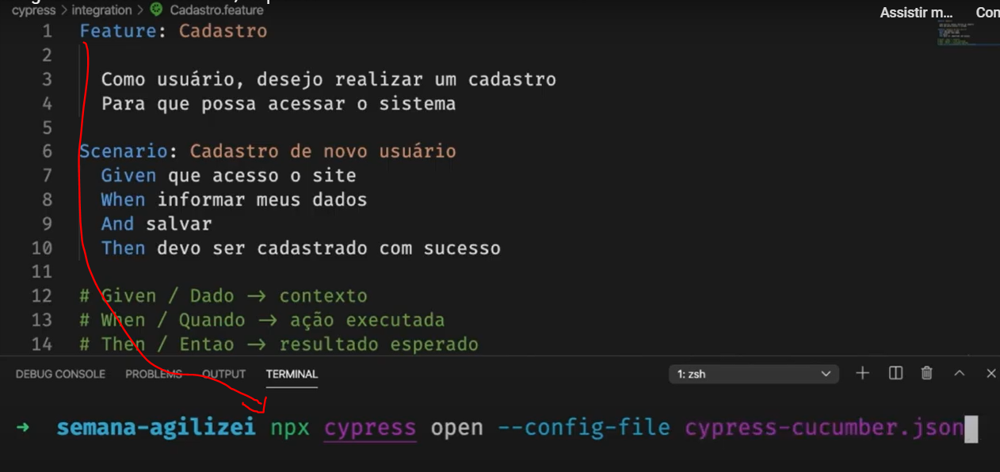 cypress > integration > Cadastro.feature
Assistir m...
1 Feature: Cadastro
2
3 Como usuário, desejo realizar um cadastro
4 Para que possa acessar o sistema
5
6 Scenario: Cadastro de novo usuário
7 Given que acesso o site
8 When informar meus dados
9 And salvar
10 Then devo ser cadastrado com sucesso
11
12 # Given / Dado → contexto
13 # When / Quando → ação executada
14 # Then / Entao → resultado esperado
DEBUG CONSOLE PROBLEMS OUTPUT TERMINAL 1: zsh
→ semana-agilizei npx cypress open --config-file cypress-cucumber.json